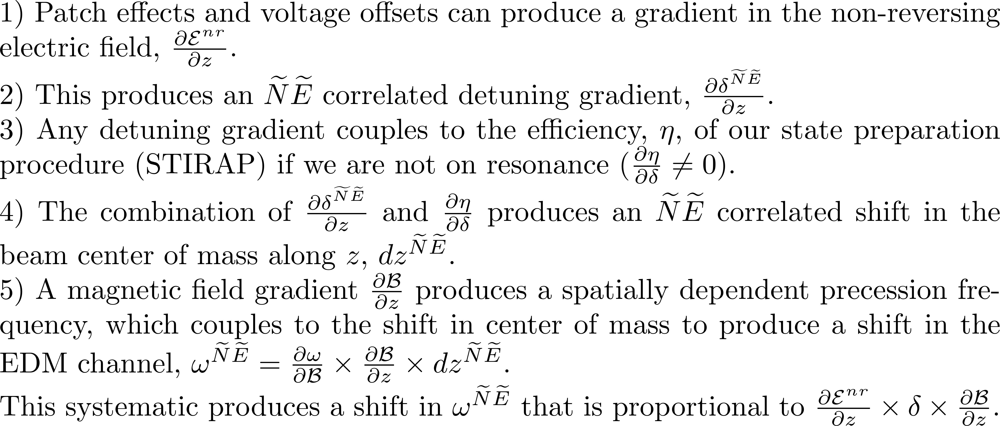 1) Patch effects and voltage offsets can produce a gradient in the non-reversing
electric field, $\frac{\partial \mathcal{E}^{nr}}{\partial z}$.
2) This produces an $\widetilde{N}\widetilde{E}$ correlated detuning gradient, $\frac{\partial \delta^{\widetilde{N}\widetilde{E}}}{\partial z}$.
3) Any detuning gradient couples to the efficiency, $\eta$, of our state preparation
procedure (STIRAP) if we are not on resonance ($\frac{\partial \eta}{\partial \delta} \neq 0$).
4) The combination of $\frac{\partial \delta^{\widetilde{N}\widetilde{E}}}{\partial z}$ and $\frac{\partial \eta}{\partial \delta}$ produces an $\widetilde{N}\widetilde{E}$ correlated shift in the
beam center of mass along $z$, $dz^{\widetilde{N}\widetilde{E}}$.
5) A magnetic field gradient $\frac{\partial \mathcal{B}}{\partial z}$ produces a spatially dependent precession fre-
quency, which couples to the shift in center of mass to produce a shift in the
EDM channel, $\omega^{\widetilde{N}\widetilde{E}} = \frac{\partial \omega}{\partial \mathcal{B}} \times \frac{\partial \mathcal{B}}{\partial z} \times dz^{\widetilde{N}\widetilde{E}}$.
This systematic produces a shift in $\omega^{\widetilde{N}\widetilde{E}}$ that is proportional to $\frac{\partial \mathcal{E}^{nr}}{\partial z} \times \delta \times \frac{\partial \mathcal{B}}{\partial z}$.